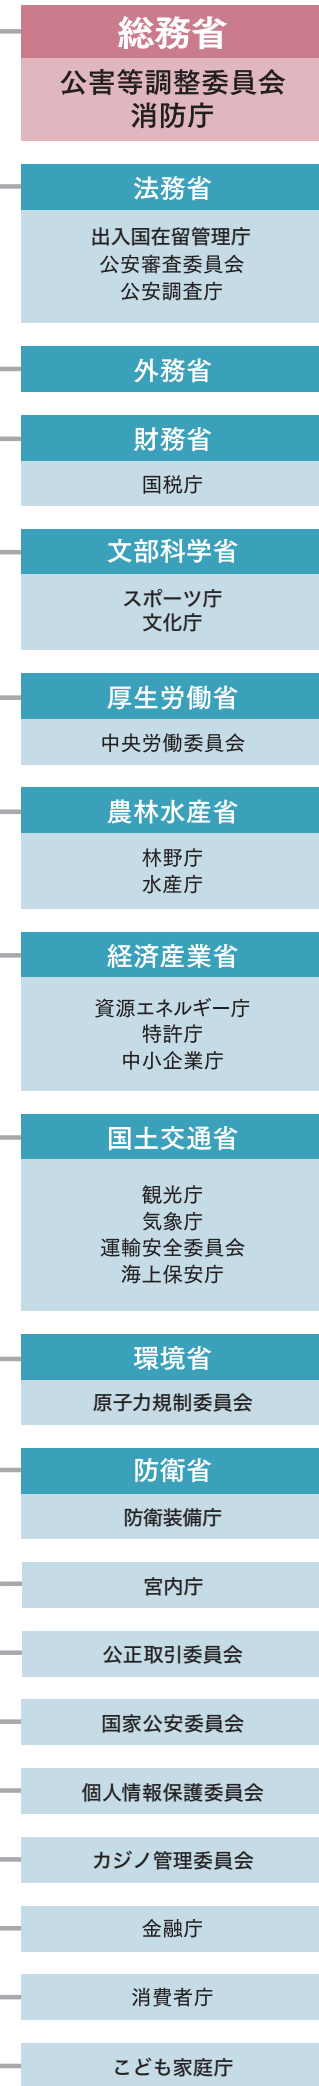 総務省
公害等調整委員会
消防庁
法務省
出入国在留管理庁
公安審査委員会
公安調査庁
外務省
財務省
国税庁
文部科学省
スポーツ庁
文化庁
厚生労働省
中央労働委員会
農林水産省
林野庁
水産庁
経済産業省
資源エネルギー庁
特許庁
中小企業庁
国土交通省
観光庁
気象庁
運輸安全委員会
海上保安庁
環境省
原子力規制委員会
防衛省
防衛装備庁
宮内庁
公正取引委員会
国家公安委員会
個人情報保護委員会
カジノ管理委員会
金融庁
消費者庁
こども家庭庁